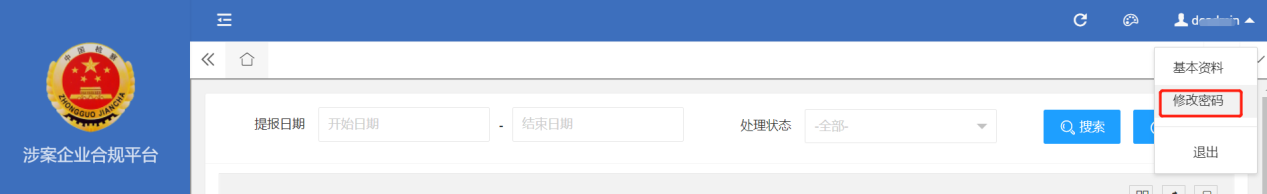 基本资料
中国检察
ZHONGGUO JIANCHA
修改密码
提报日期 开始日期 - 结束日期 处理状态 -全部- 搜索
涉案企业合规平台
退出